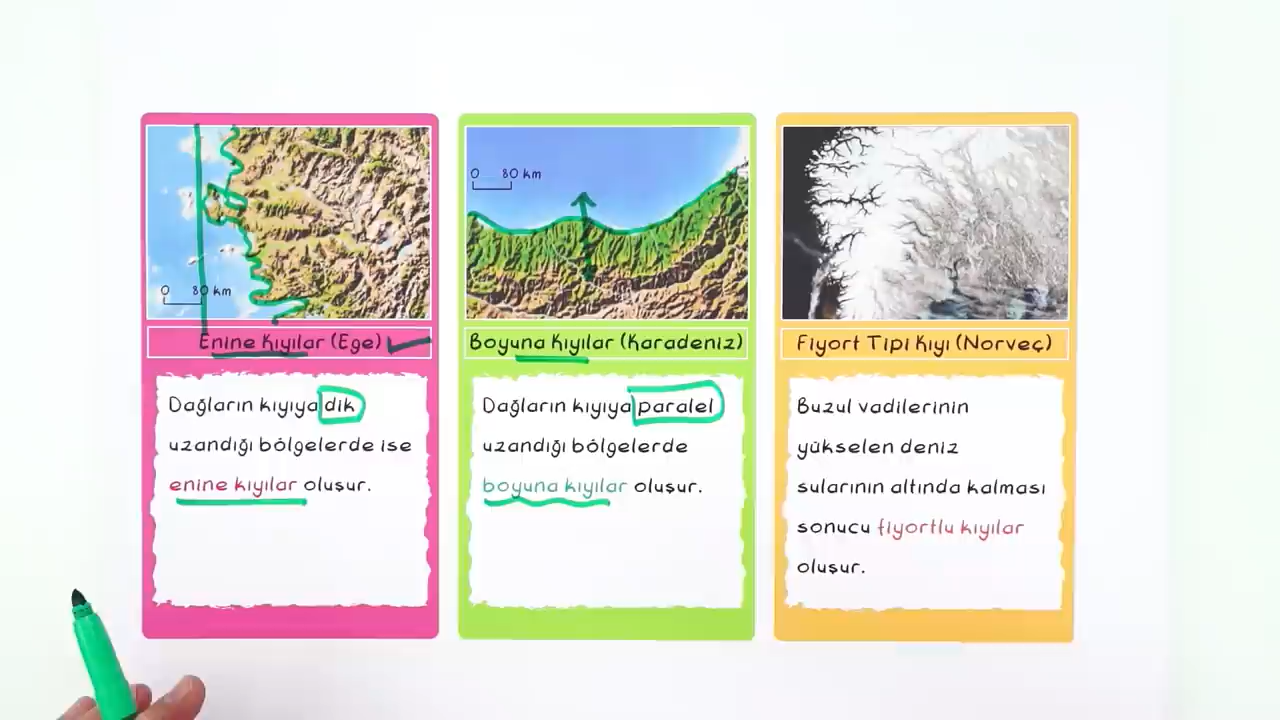 0 80 km
Enine Kıyılar (Ege)
Dağların kıyıya dik
uzandığı bölgelerde ise
enine kıyılar oluşur.
0 80 km
Boyuna Kıyılar (Karadeniz)
Dağların kıyıya paralel
uzandığı bölgelerde
boyuna kıyılar oluşur.
Fiyort Tipi Kıyı (Norveç)
Buzul vadilerinin
yükselen deniz
sularının altında kalması
sonucu fiyortlu kıyılar
oluşur.